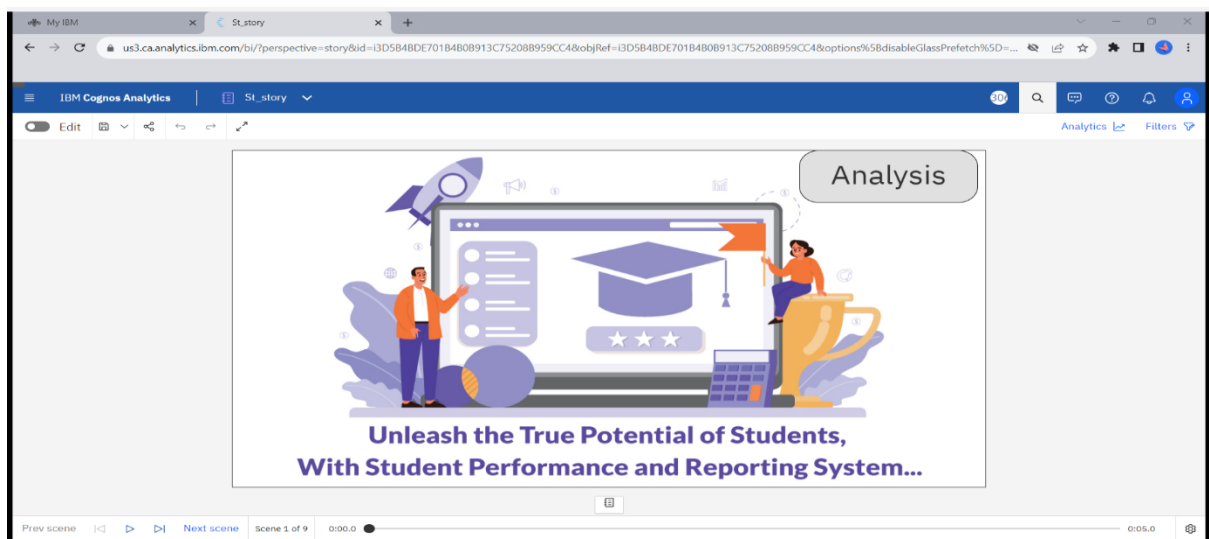 My IBM
St_story
us3.ca.analytics.ibm.com/bi/?perspective=story&id=i3D5B4BDE701B4B0B913C75208B959CC4&objRef=i3D5B4BDE701B4B0B913C75208B959CC4&options%5BdisableGlassPrefetch%5D=...
IBM Cognos Analytics
St_story
Edit
Analytics
Filters
Analysis
Unleash the True Potential of Students,
With Student Performance and Reporting System...
Prev scene
Next scene
Scene 1 of 9
0:00.0
0:05.0